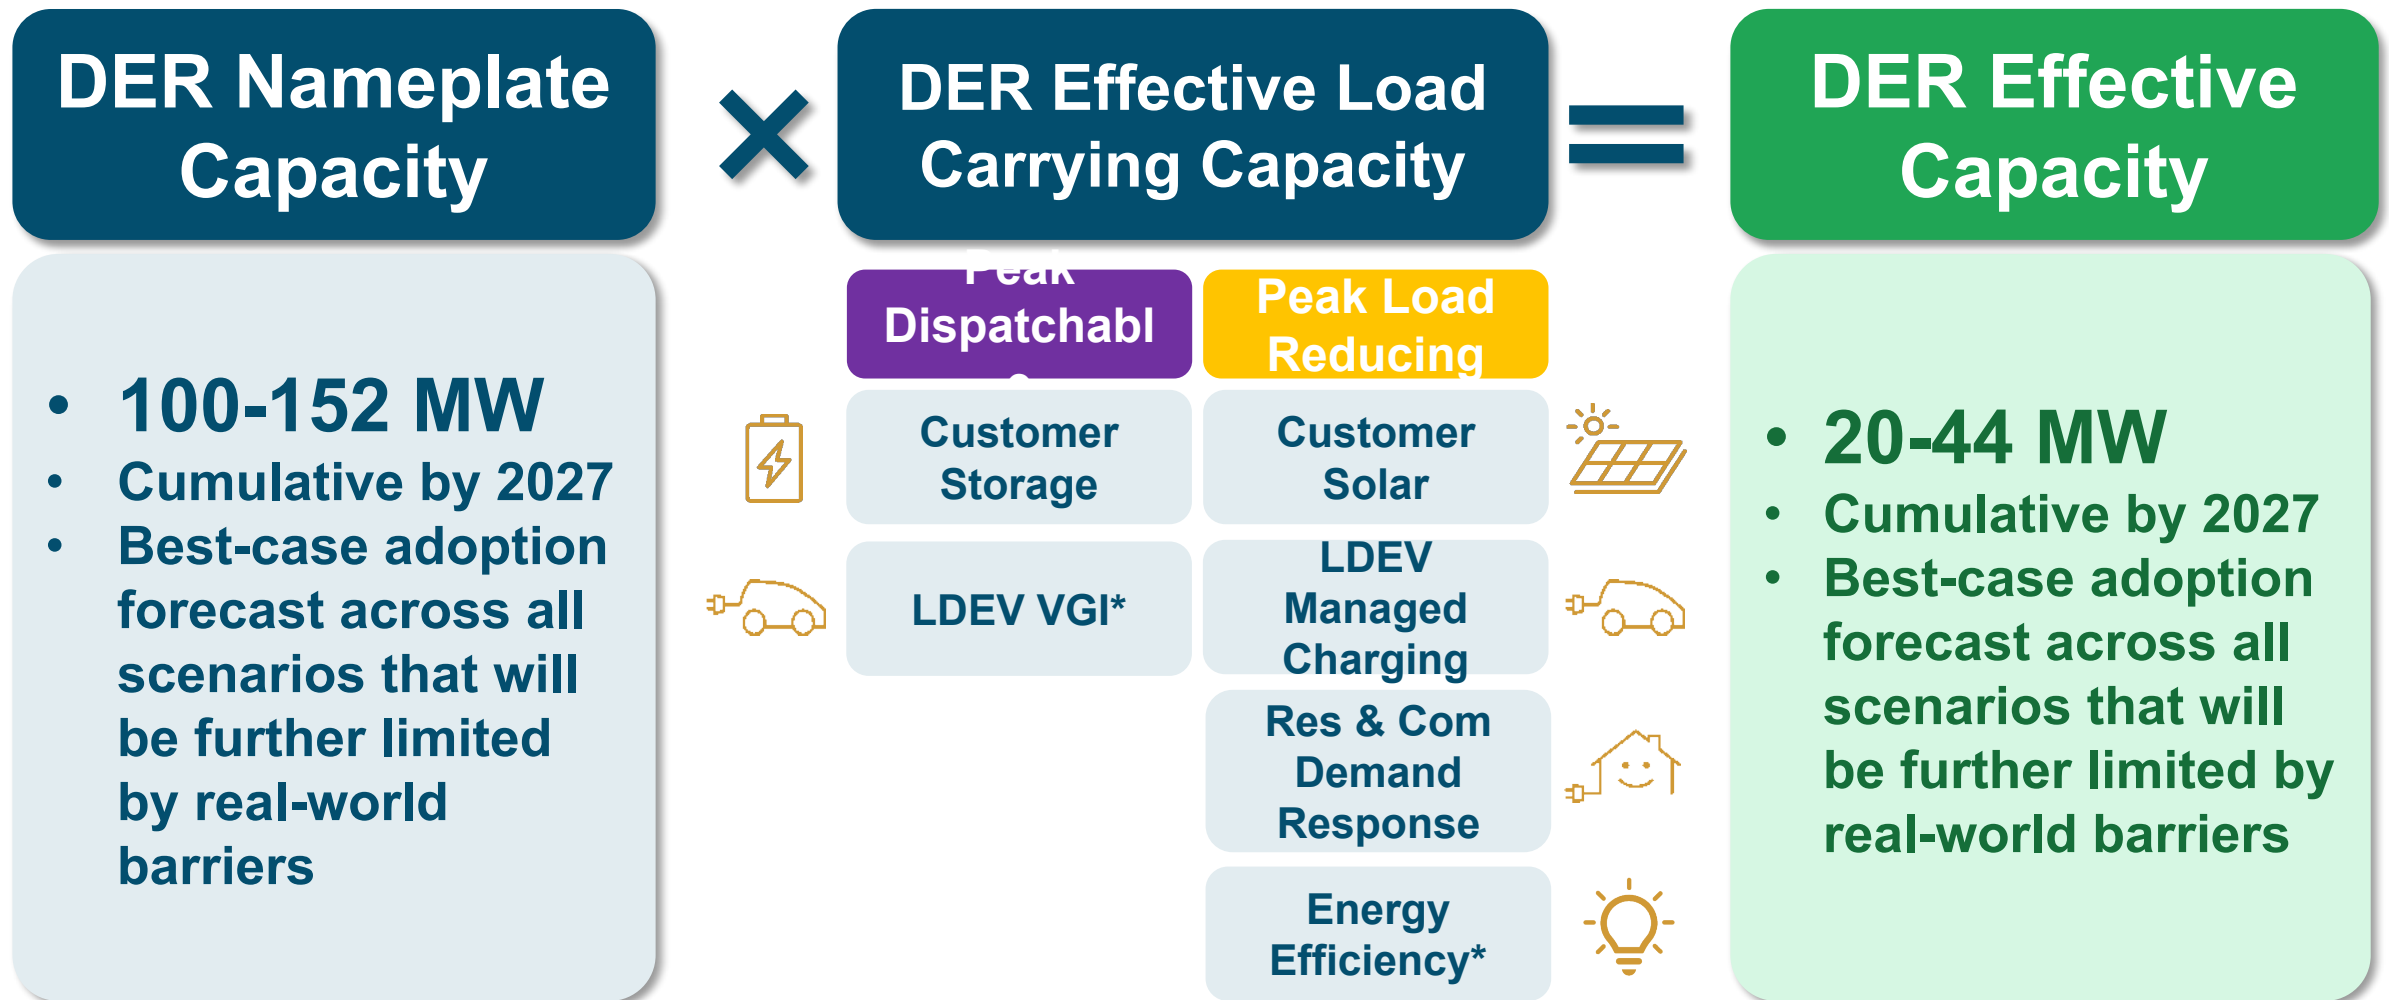 DER Nameplate
Capacity
×
DER Effective Load
Carrying Capacity
=
DER Effective
Capacity
• 100-152 MW
• Cumulative by 2027
• Best-case adoption
forecast across all
scenarios that will
be further limited
by real-world
barriers
Peak
Dispatchabl
e
Customer
Storage
LDEV VGI*
Peak Load
Reducing
Customer
Solar
LDEV
Managed
Charging
Res & Com
Demand
Response
Energy
Efficiency*
• 20-44 MW
• Cumulative by 2027
• Best-case adoption
forecast across all
scenarios that will
be further limited by
real-world barriers